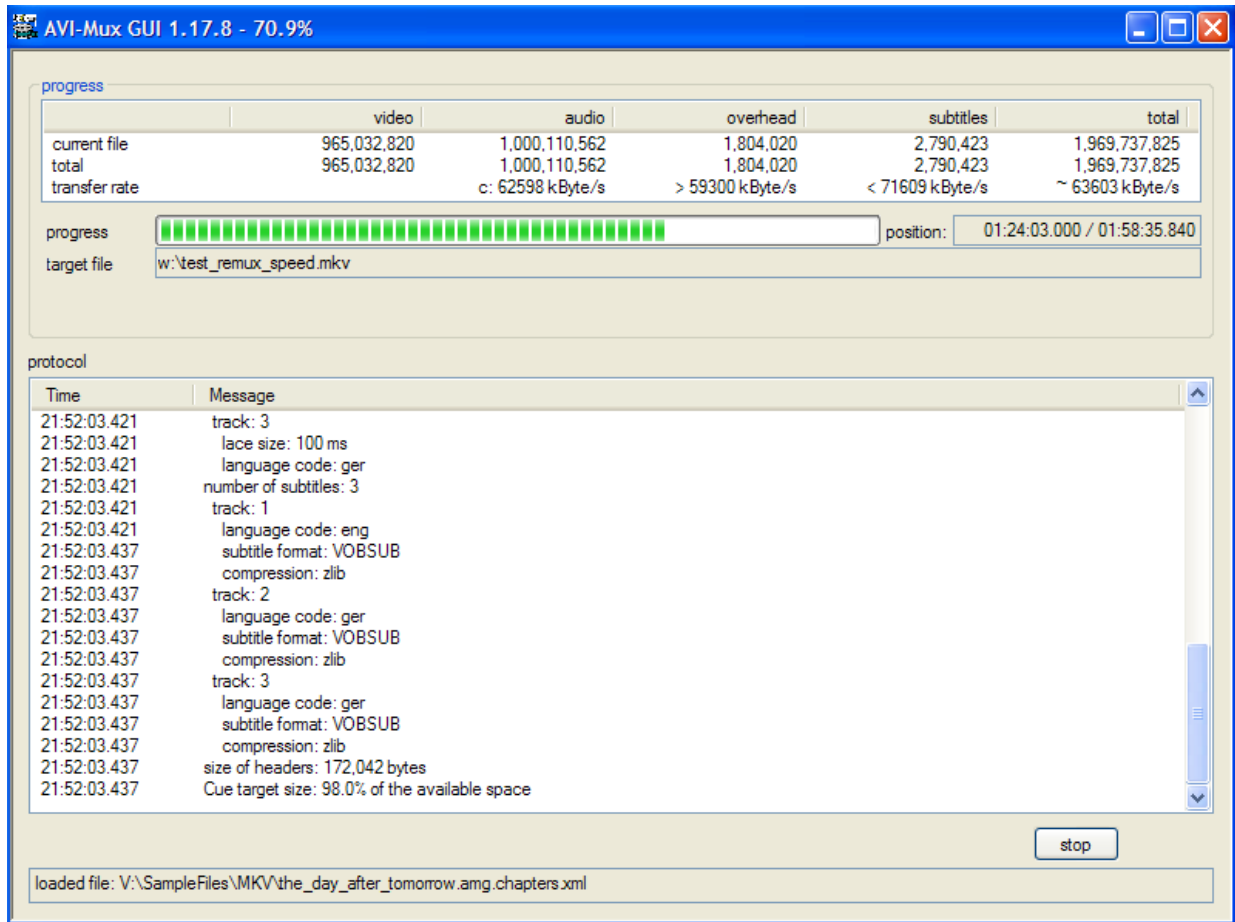 AVI-Mux GUI 1.17.8 - 70.9%
progress
video audio overhead subtitles total
current file 965,032,820 1,000,110,562 1,804,020 2,790,423 1,969,737,825
total 965,032,820 1,000,110,562 1,804,020 2,790,423 1,969,737,825
transfer rate c: 62598 kByte/s > 59300 kByte/s < 71609 kByte/s ~ 63603 kByte/s
progress position: 01:24:03.000 / 01:58:35.840
target file w:\test_remux_speed.mkv
protocol
Time Message
21:52:03.421 track: 3
21:52:03.421 lace size: 100 ms
21:52:03.421 language code: ger
21:52:03.421 number of subtitles: 3
21:52:03.421 track: 1
21:52:03.421 language code: eng
21:52:03.437 subtitle format: VOBSUB
21:52:03.437 compression: zlib
21:52:03.437 track: 2
21:52:03.437 language code: ger
21:52:03.437 subtitle format: VOBSUB
21:52:03.437 compression: zlib
21:52:03.437 track: 3
21:52:03.437 language code: ger
21:52:03.437 subtitle format: VOBSUB
21:52:03.437 compression: zlib
21:52:03.437 size of headers: 172,042 bytes
21:52:03.437 Cue target size: 98.0% of the available space
stop
loaded file: V:\SampleFiles\MKV\the_day_after_tomorrow.amg.chapters.xml